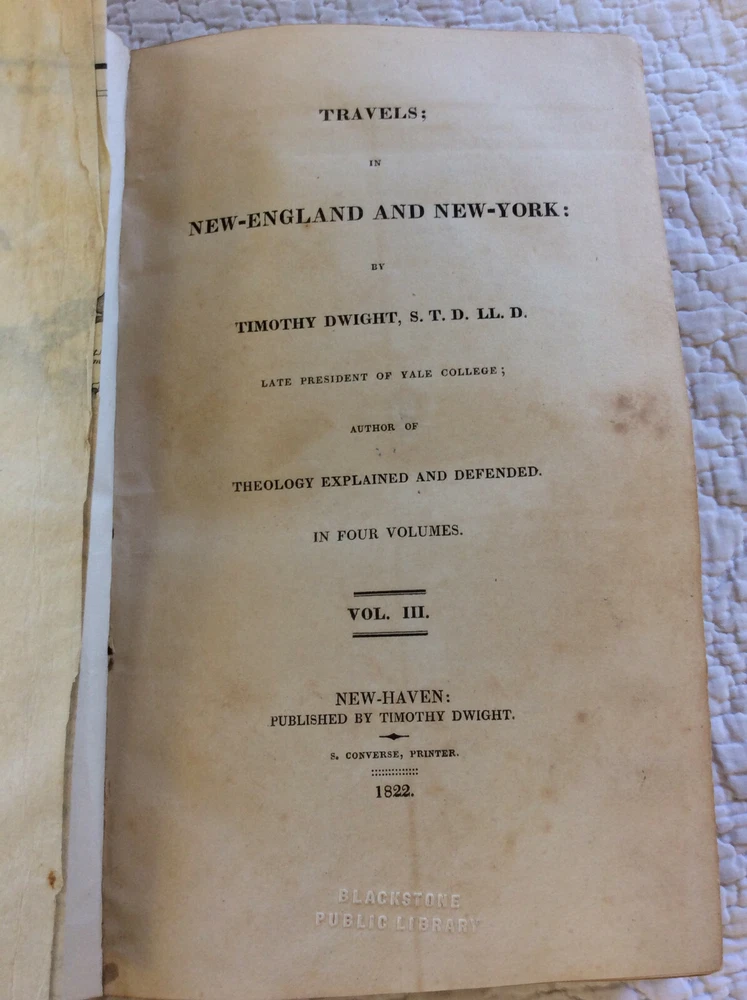 TRAVELS;
IN
NEW-ENGLAND AND NEW-YORK:
BY
TIMOTHY DWIGHT, S. T. D. LL. D.
LATE PRESIDENT OF YALE COLLEGE;
AUTHOR OF
THEOLOGY EXPLAINED AND DEFENDED.
IN FOUR VOLUMES.
VOL. III.
NEW-HAVEN:
PUBLISHED BY TIMOTHY DWIGHT.
S. CONVERSE, PRINTER.
1822.
BLACKSTONE
PUBLIC LIBRARY